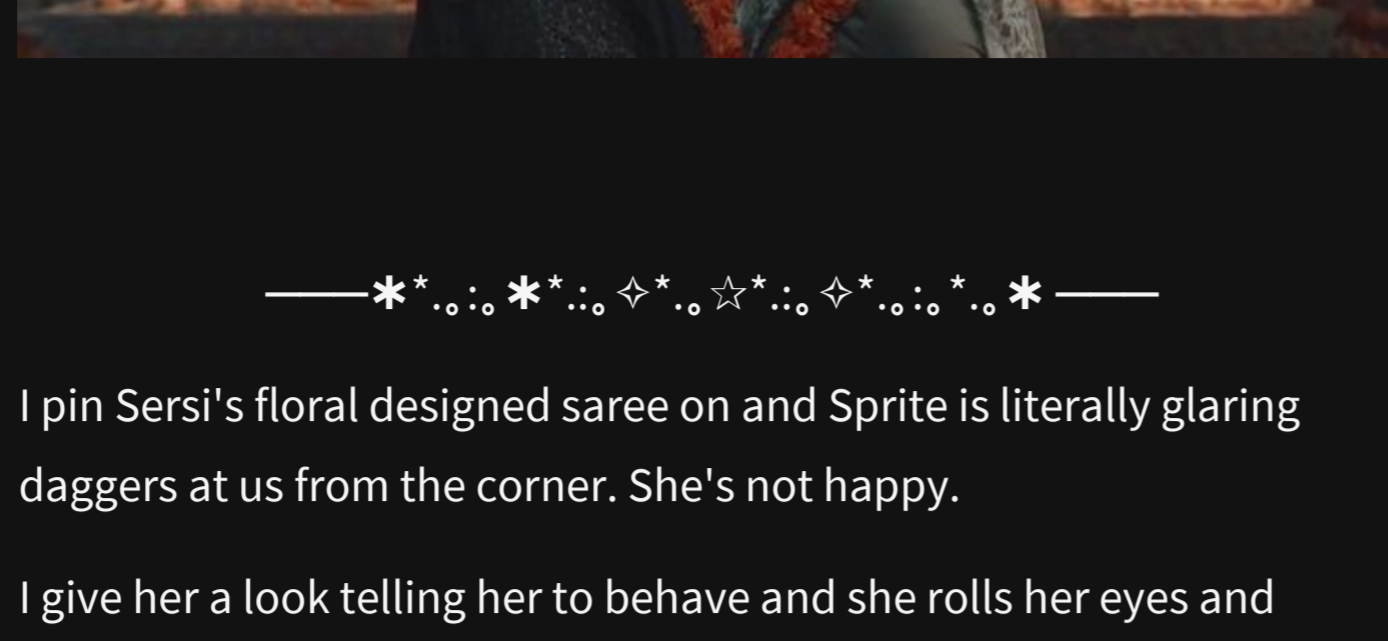 ———✱*.｡:｡✱*.:｡✧*.｡☆*.:｡✧*.｡:｡*.｡✱ ———
I pin Sersi's floral designed saree on and Sprite is literally glaring
daggers at us from the corner. She's not happy.
I give her a look telling her to behave and she rolls her eyes and